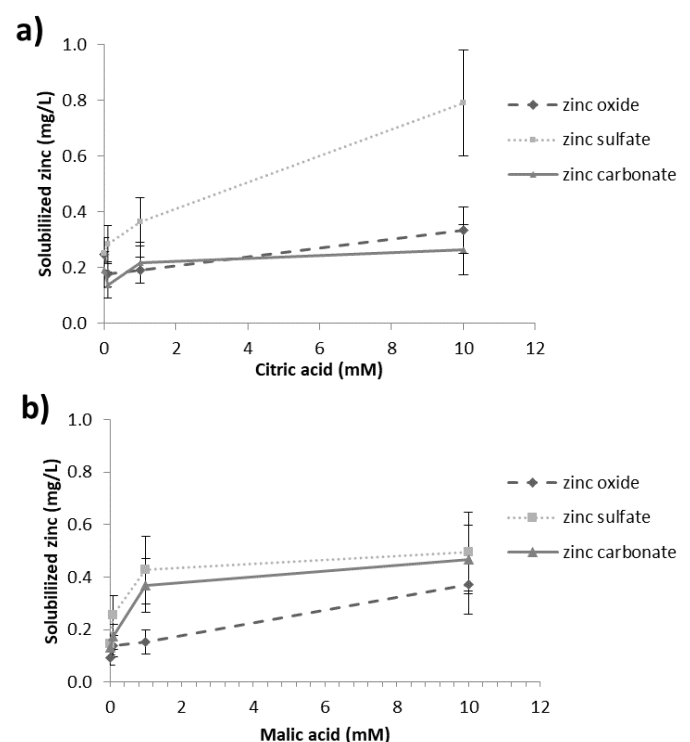 a)
1.0
0.8
0.6
0.4
0.2
0.0
Solubiliized zinc (mg/L)
0 2 4 6 8 10 12
Citric acid (mM)
zinc oxide
zinc sulfate
zinc carbonate
b)
1.0
0.8
0.6
0.4
0.2
0.0
Solubiliized zinc (mg/L)
0 2 4 6 8 10 12
Malic acid (mM)
zinc oxide
zinc sulfate
zinc carbonate